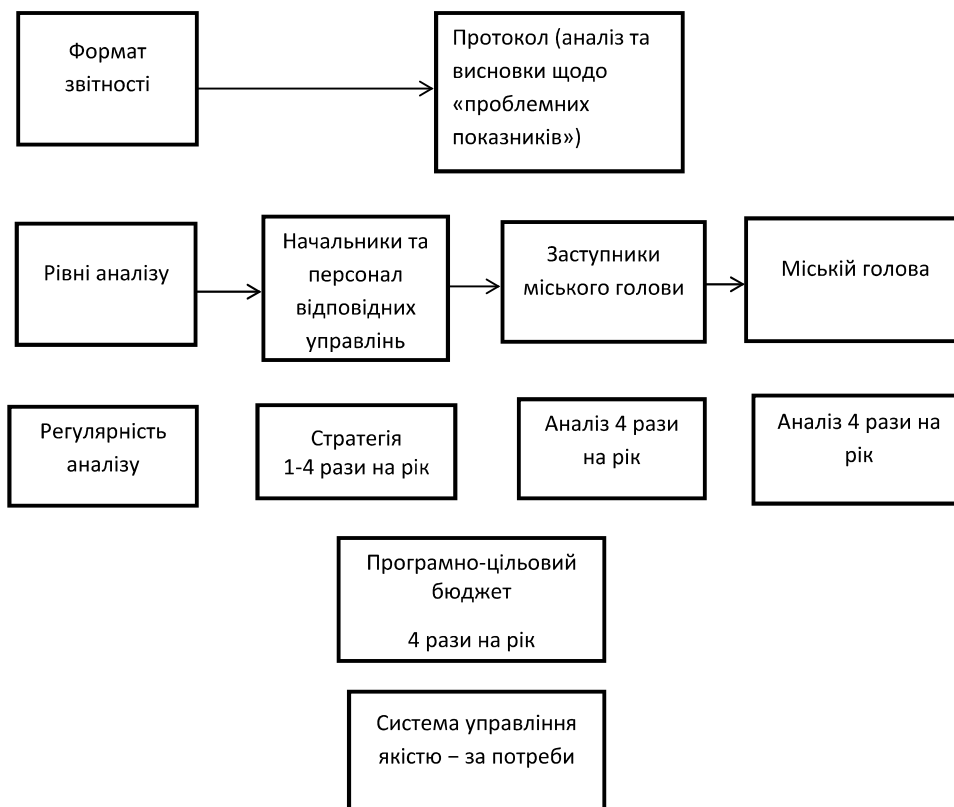 Формат
звітності
Протокол (аналіз та
висновки щодо
«проблемних
показників»)
Рівні аналізу
Начальники та
персонал
відповідних
управлінь
Заступники
міського голови
Міській голова
Регулярність
аналізу
Стратегія
1-4 рази на рік
Аналіз 4 рази
на рік
Аналіз 4 рази на
рік
Програмно-цільовий
бюджет
4 рази на рік
Система управління
якістю – за потреби